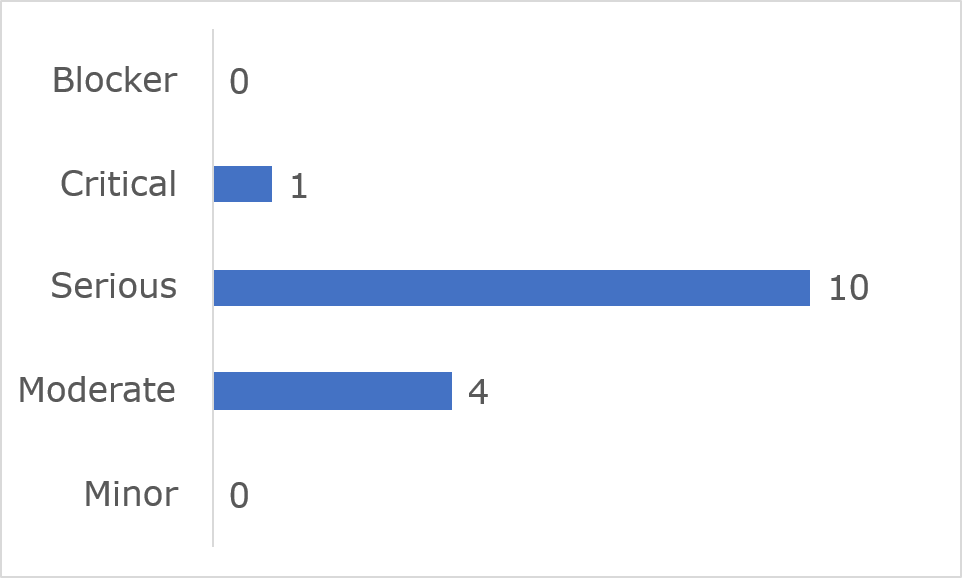 Blocker 0
Critical 1
Serious 10
Moderate 4
Minor 0